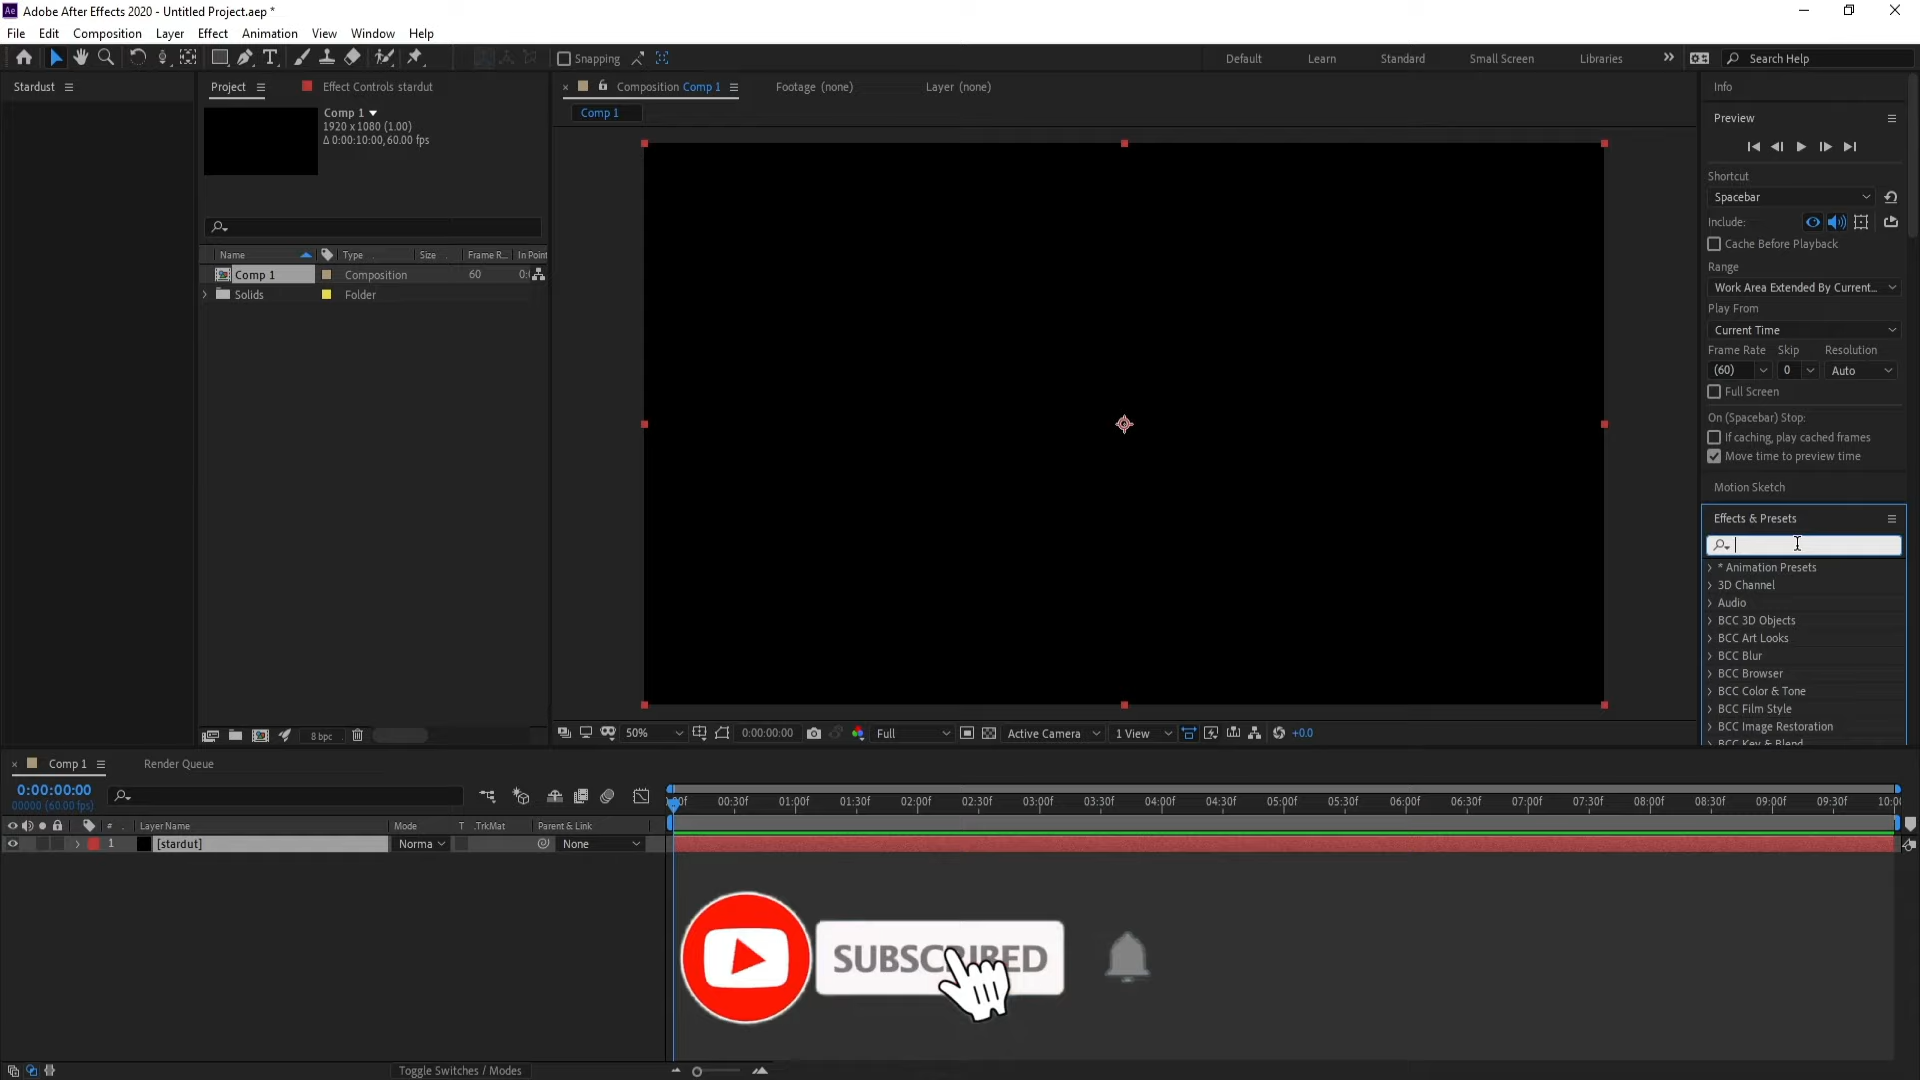 Adobe After Effects 2020 - Untitled Project.aep *
File Edit Composition Layer Effect Animation View Window Help
Snapping
Default Learn Standard Small Screen Libraries
Search Help
Stardust
Project
Effect Controls stardut
Comp 1
1920 x 1080 (1.00)
Δ 0:00:10:00, 60.00 fps
Name Type Size Frame R... In Point
Comp 1 Composition 60 0:
Solids Folder
8 bpc
Composition Comp 1 Footage (none) Layer (none)
Comp 1
50% 0:00:00:00 Full Active Camera 1 View +0.0
Info
Preview
Shortcut
Spacebar
Include:
Cache Before Playback
Range
Work Area Extended By Current...
Play From
Current Time
Frame Rate Skip Resolution
(60) 0 Auto
Full Screen
On (Spacebar) Stop:
If caching, play cached frames
Move time to preview time
Motion Sketch
Effects & Presets
* Animation Presets
3D Channel
Audio
BCC 3D Objects
BCC Art Looks
BCC Blur
BCC Browser
BCC Color & Tone
BCC Film Style
BCC Image Restoration
BCC Key & Blend
Comp 1 Render Queue
0:00:00:00
00000 (60.00 fps)
00f 00:30f 01:00f 01:30f 02:00f 02:30f 03:00f 03:30f 04:00f 04:30f 05:00f 05:30f 06:00f 06:30f 07:00f 07:30f 08:00f 08:30f 09:00f 09:30f 10:00
# Layer Name Mode T .TrkMat Parent & Link
1 [stardut] Norma None
SUBSCRIBED
Toggle Switches / Modes